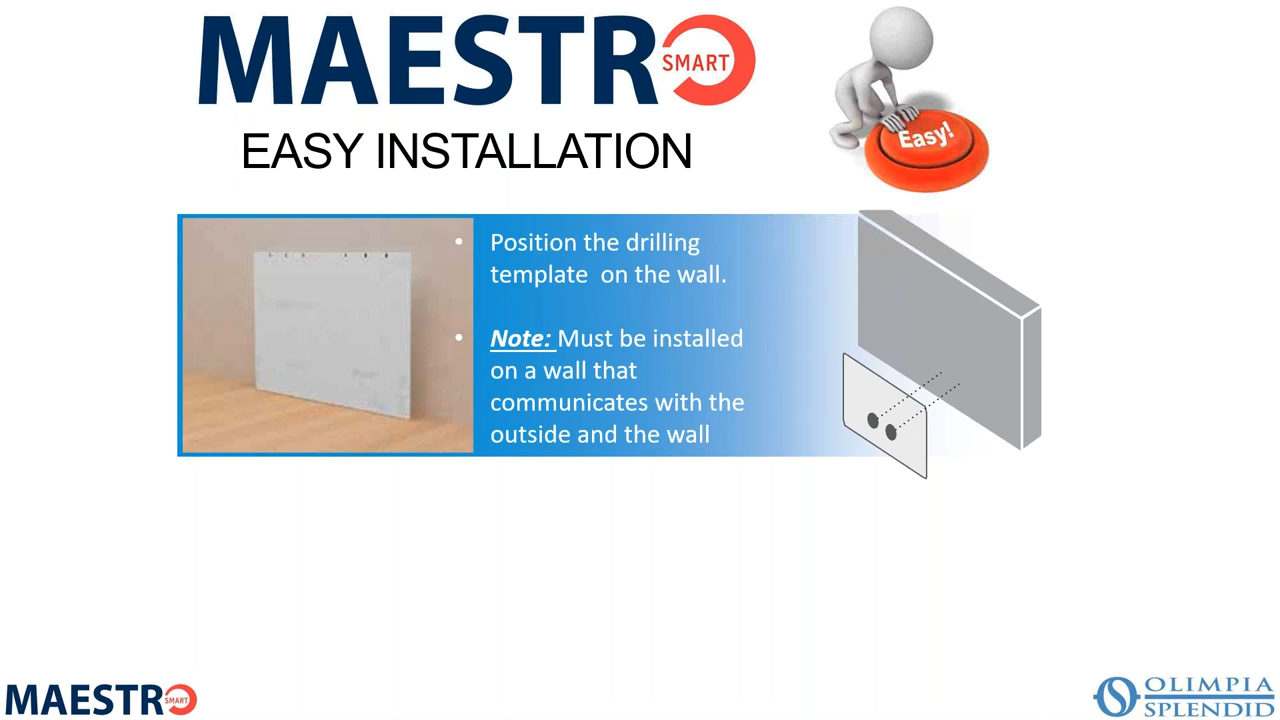 MAESTRO
SMART
EASY INSTALLATION
Easy!
• Position the drilling
template on the wall.
• Note: Must be installed
on a wall that
communicates with the
outside and the wall
MAESTRO
SMART
OLIMPIA
SPLENDID